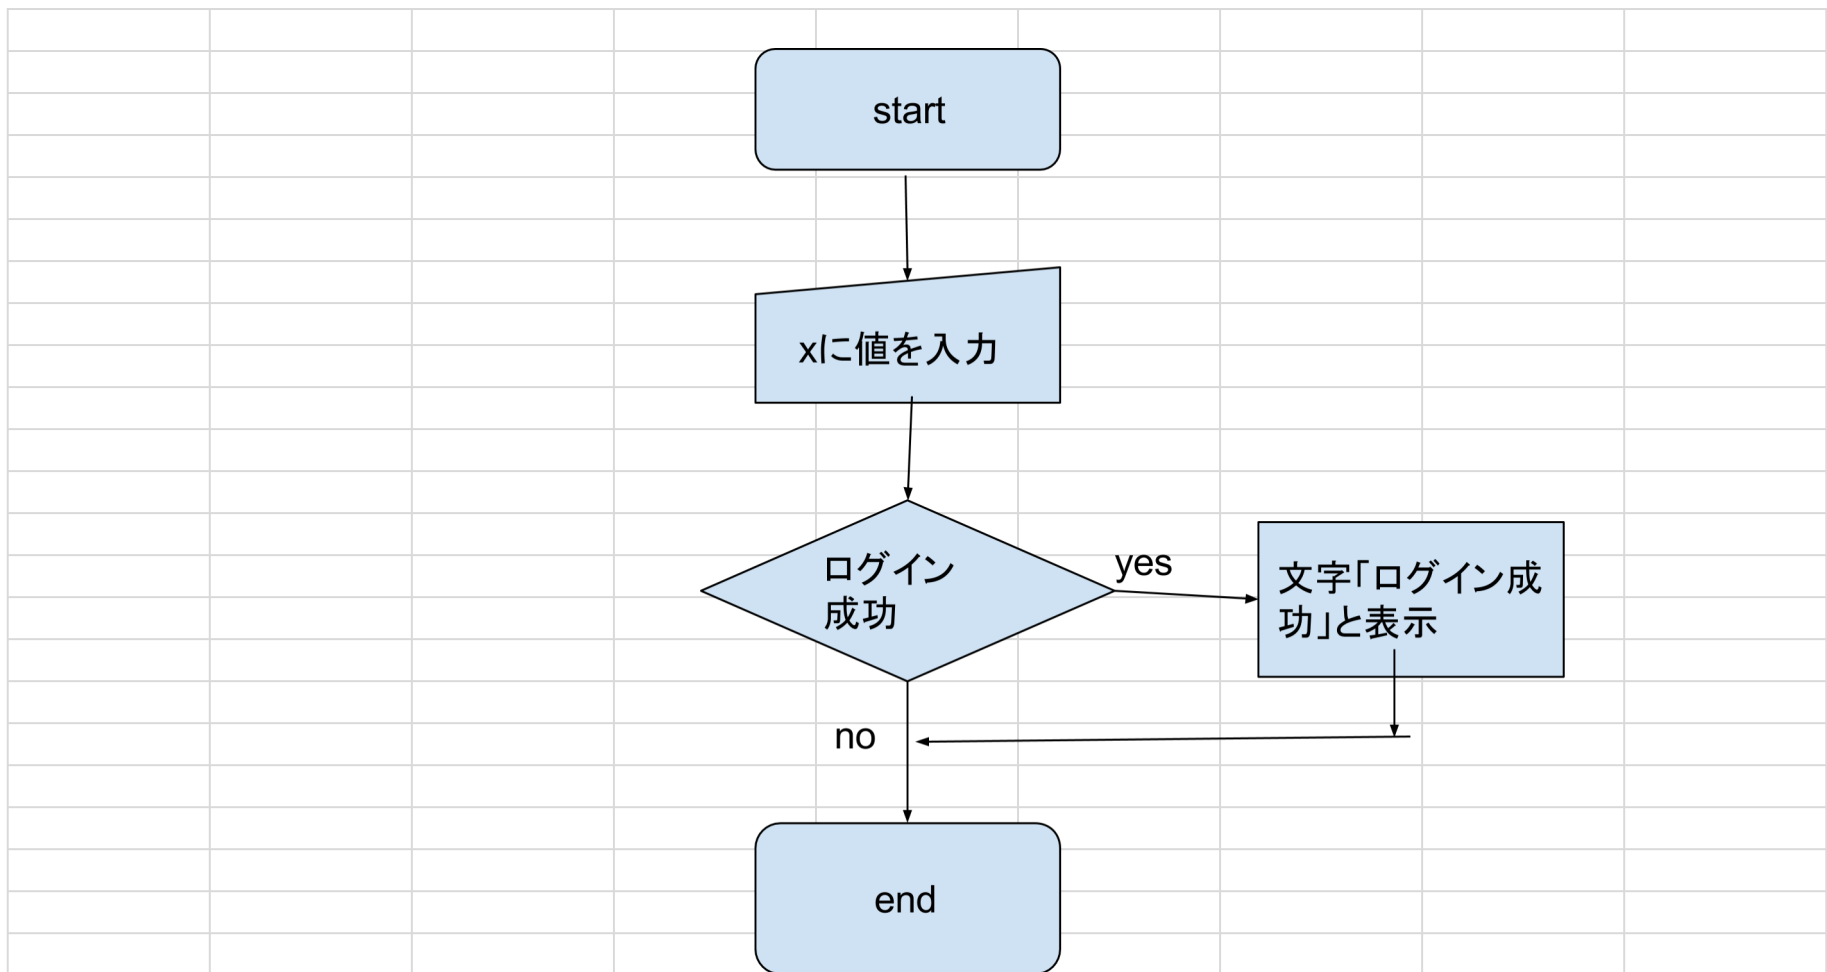 start
xに値を入力
ログイン
成功
yes
文字「ログイン成
功」と表示
no
end